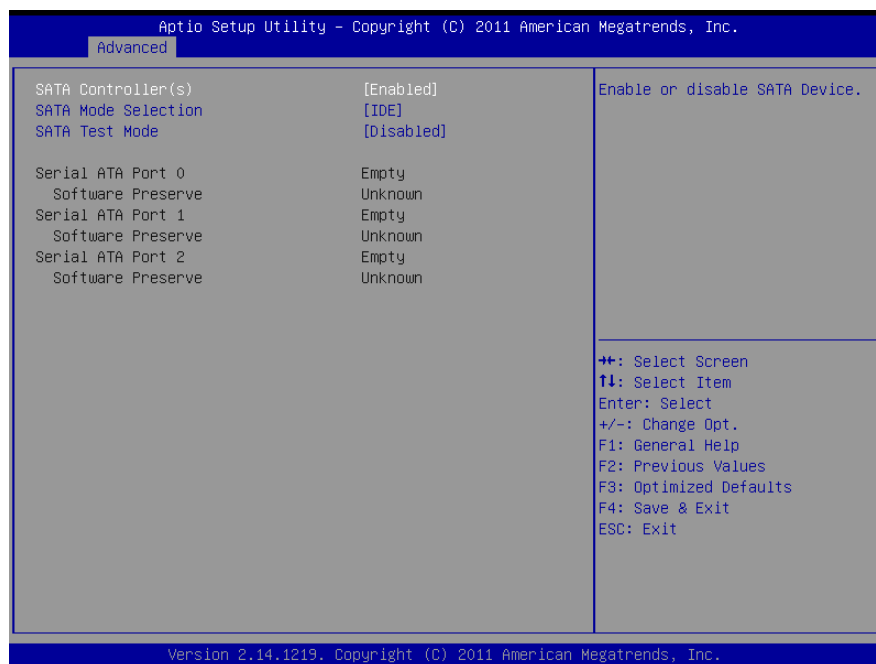 Aptio Setup Utility – Copyright (C) 2011 American Megatrends, Inc.
Advanced
SATA Controller(s) [Enabled]
SATA Mode Selection [IDE]
SATA Test Mode [Disabled]
Serial ATA Port 0 Empty
Software Preserve Unknown
Serial ATA Port 1 Empty
Software Preserve Unknown
Serial ATA Port 2 Empty
Software Preserve Unknown
Enable or disable SATA Device.
→←: Select Screen
↑↓: Select Item
Enter: Select
+/-: Change Opt.
F1: General Help
F2: Previous Values
F3: Optimized Defaults
F4: Save & Exit
ESC: Exit
Version 2.14.1219. Copyright (C) 2011 American Megatrends, Inc.